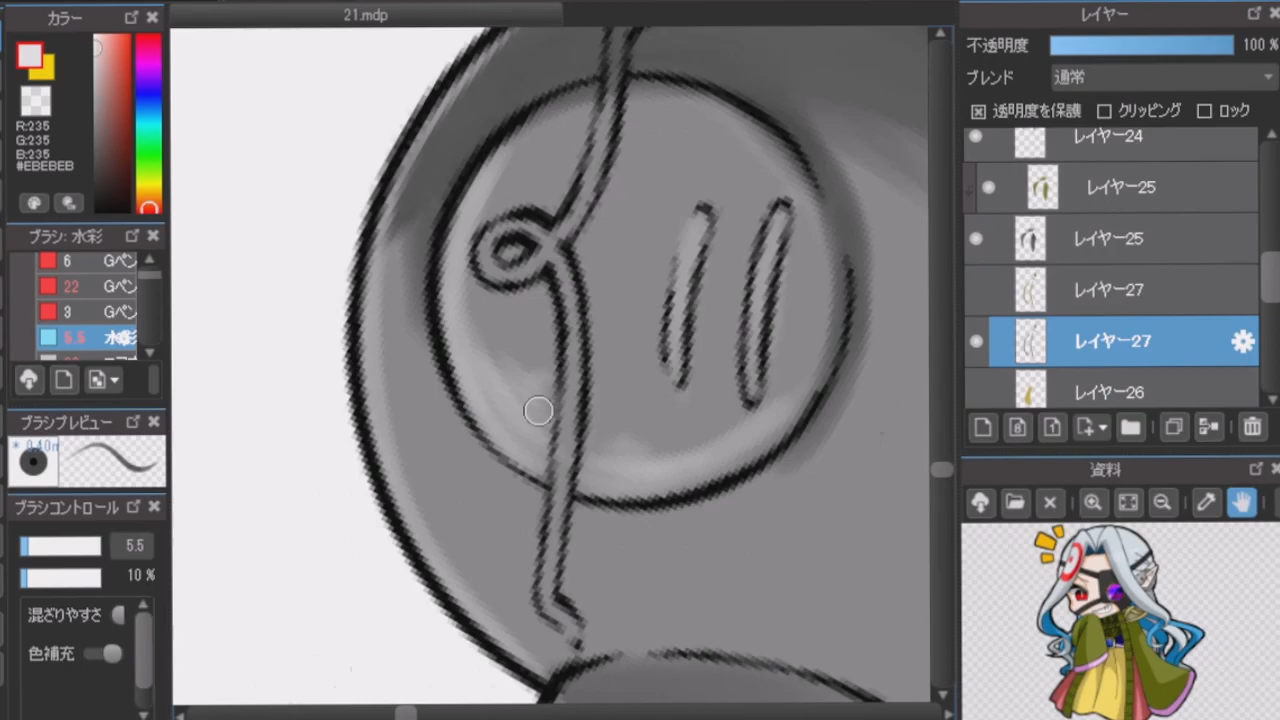 カラー
21.mdp
レイヤー
不透明度
100 %
ブレンド
通常
R:235
G:235
B:235
#EBEBEB
透明度を保護
クリッピング
ロック
レイヤー24
レイヤー25
レイヤー25
レイヤー27
レイヤー27
レイヤー26
ブラシ: 水彩
6
Gペン
22
Gペン
3
Gペン
5.5
水彩
ブラシプレビュー
ブラシコントロール
5.5
10 %
混ざりやすさ
色補充
資料